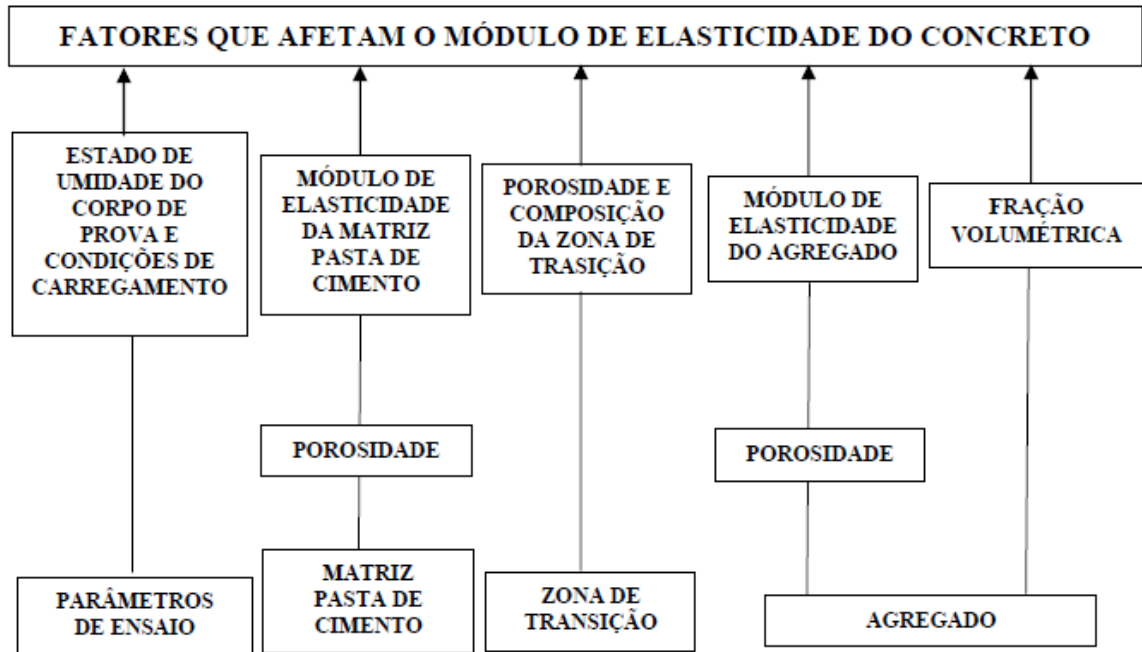 FATORES QUE AFETAM O MÓDULO DE ELASTICIDADE DO CONCRETO
ESTADO DE
UMIDADE DO
CORPO DE
PROVA E
CONDIÇÕES DE
CARREGAMENTO
MÓDULO DE
ELASTICIDADE
DA MATRIZ
PASTA DE
CIMENTO
POROSIDADE E
COMPOSIÇÃO
DA ZONA DE
TRASIÇÃO
MÓDULO DE
ELASTICIDADE
DO AGREGADO
FRAÇÃO
VOLUMÉTRICA
POROSIDADE
POROSIDADE
PARÂMETROS
DE ENSAIO
MATRIZ
PASTA DE
CIMENTO
ZONA DE
TRANSIÇÃO
AGREGADO